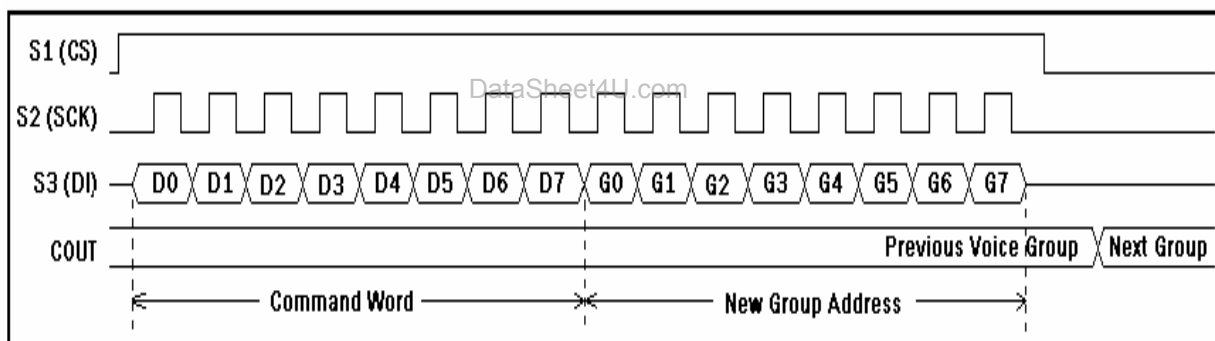 S1 (CS)
DataSheet4U.com
S2 (SCK)
S3 (DI) D0 D1 D2 D3 D4 D5 D6 D7 G0 G1 G2 G3 G4 G5 G6 G7
COUT Previous Voice Group Next Group
Command Word New Group Address